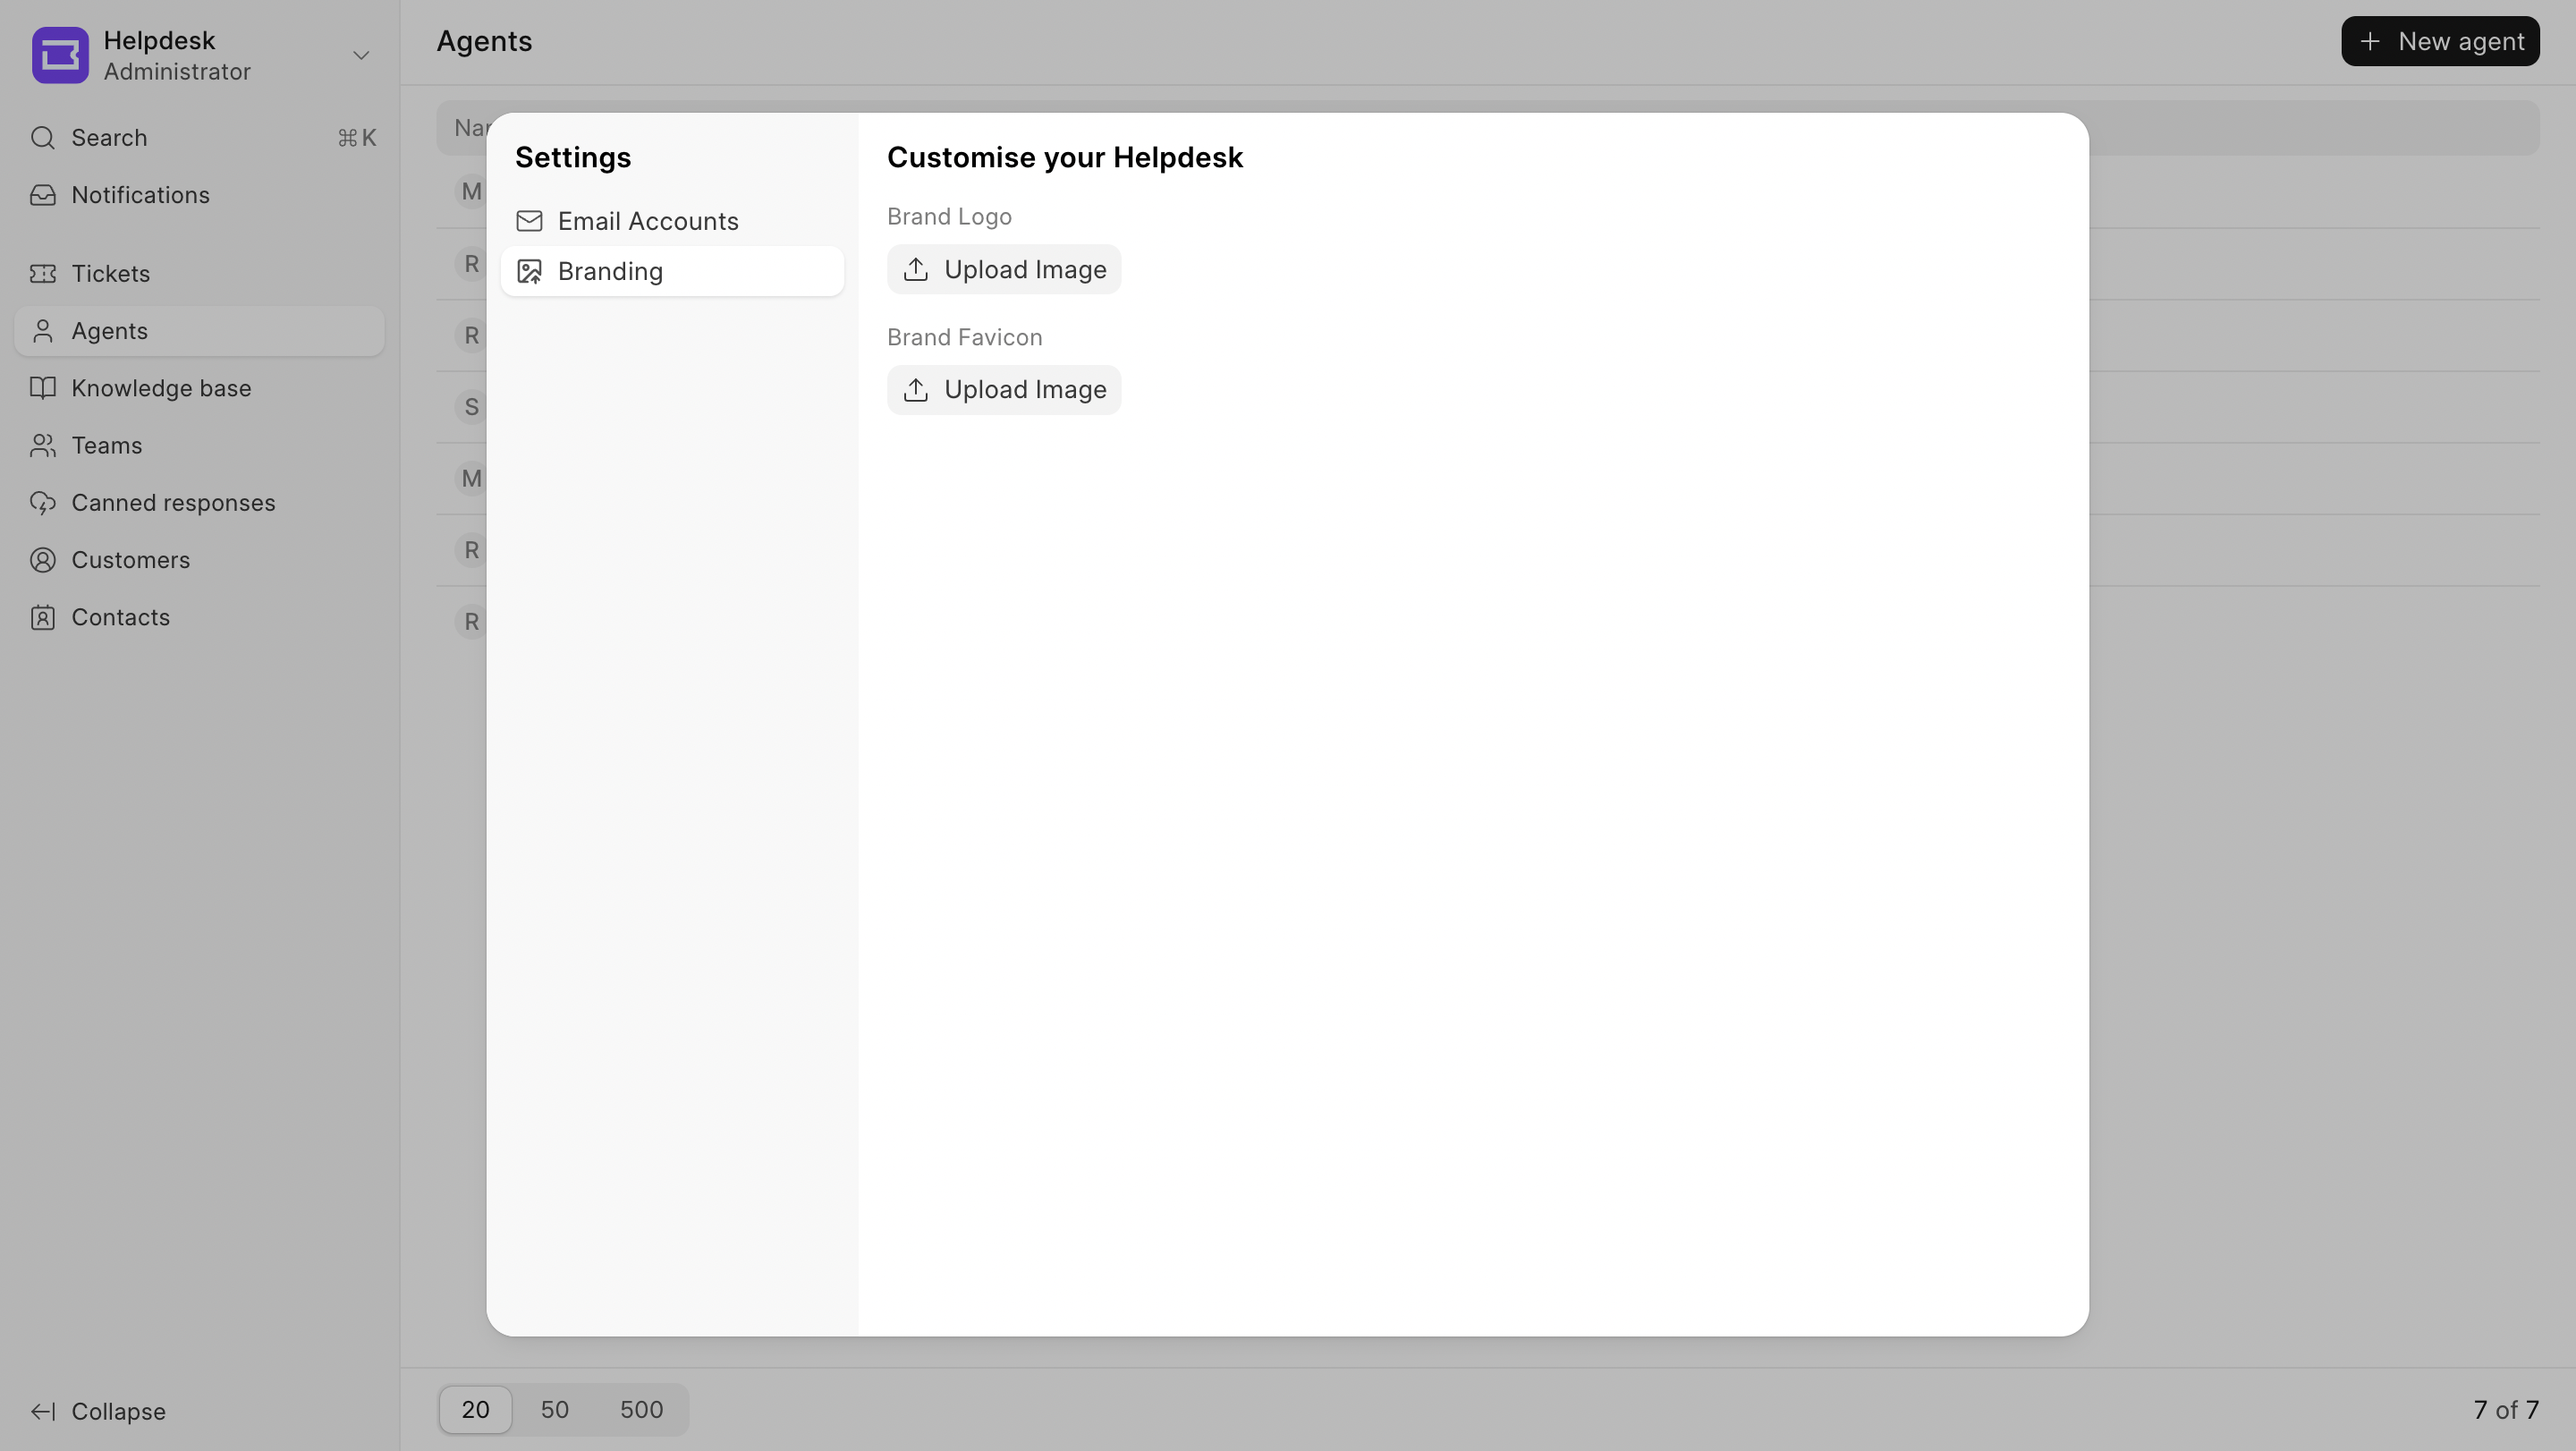 Helpdesk
Administrator
Search ⌘K
Notifications
Tickets
Agents
Knowledge base
Teams
Canned responses
Customers
Contacts
Collapse
Agents
+ New agent
M
R
R
S
M
R
R
Settings
Email Accounts
Branding
Customise your Helpdesk
Brand Logo
Upload Image
Brand Favicon
Upload Image
20 50 500
7 of 7